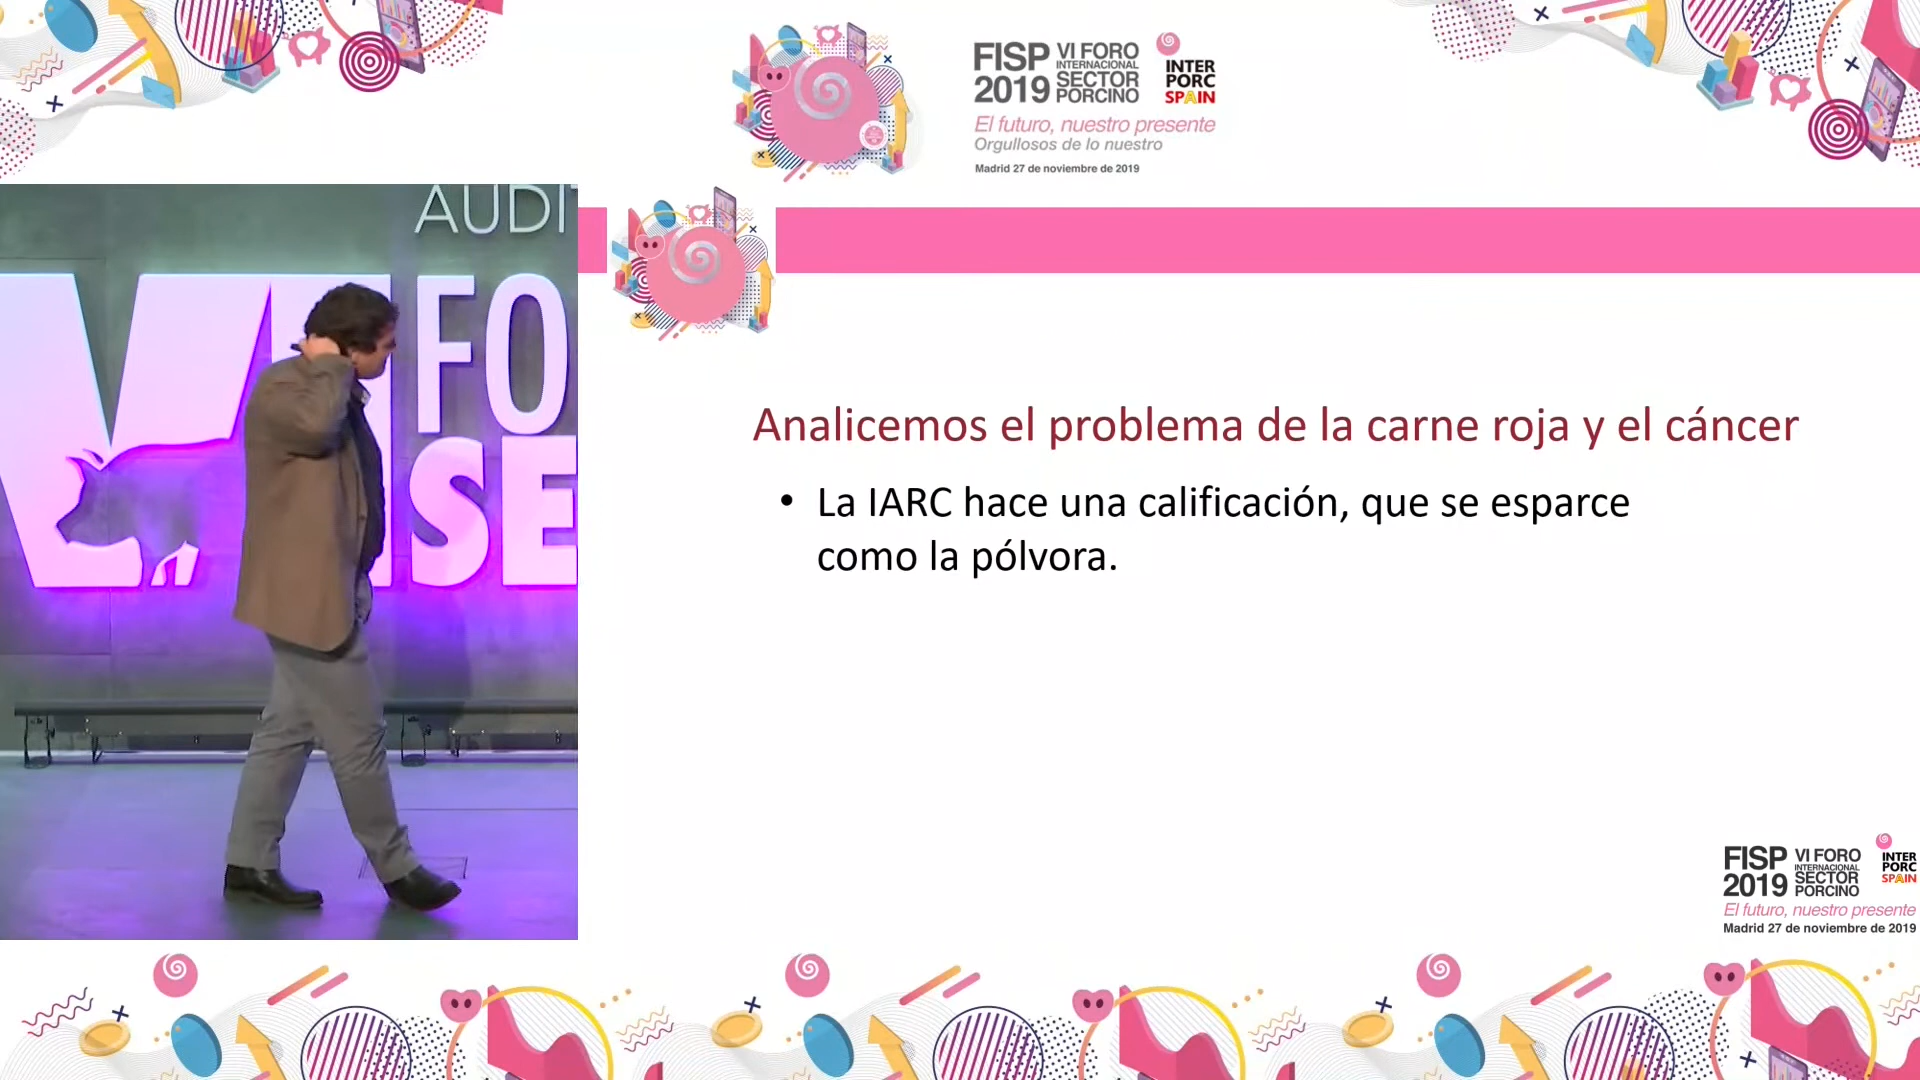 FISP VI FORO
INTERNACIONAL
2019 SECTOR
PORCINO
INTER
PORC
SPAIN
El futuro, nuestro presente
Orgullosos de lo nuestro
Madrid 27 de noviembre de 2019
AUDI
VI FO
SE
Analicemos el problema de la carne roja y el cáncer
• La IARC hace una calificación, que se esparce
como la pólvora.
FISP VI FORO
INTERNACIONAL
2019 SECTOR
PORCINO
INTER
PORC
SPAIN
El futuro, nuestro presente
Madrid 27 de noviembre de 2019